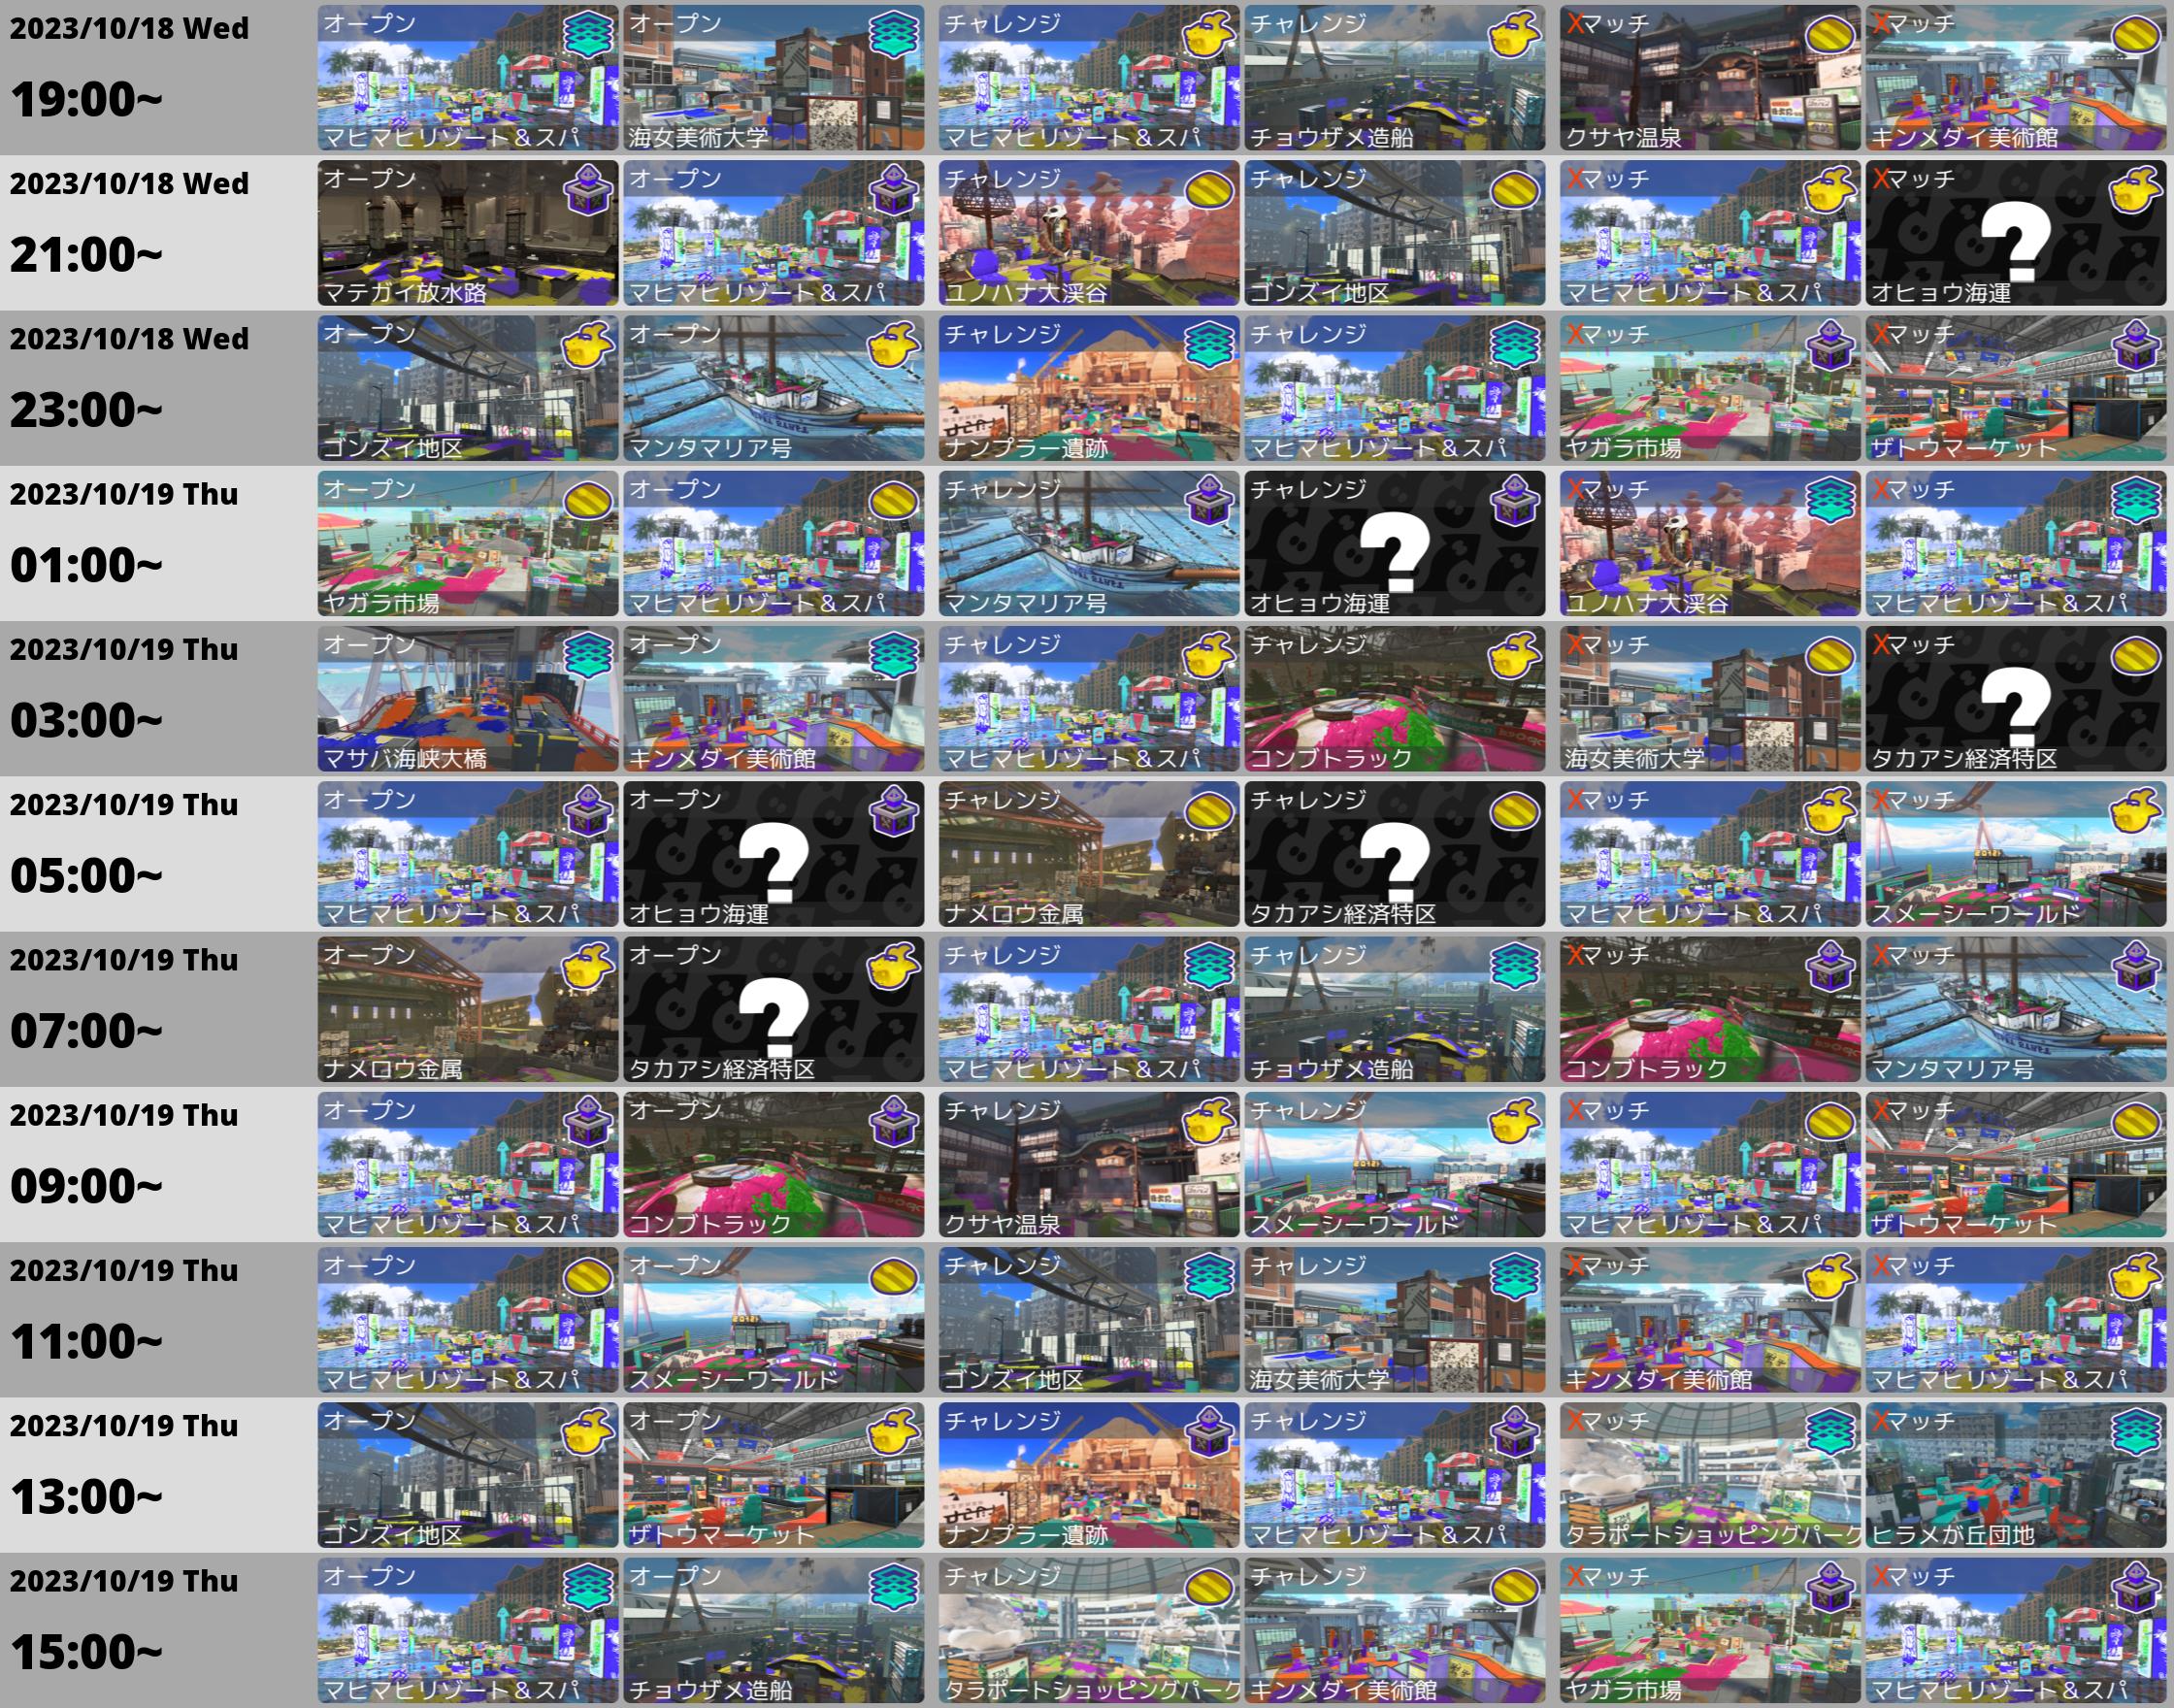 2023/10/18 Wed
19:00~
オープン
マヒマヒリゾート＆スパ
オープン
海女美術大学
チャレンジ
マヒマヒリゾート＆スパ
チャレンジ
チョウザメ造船
Xマッチ
クサヤ温泉
Xマッチ
キンメダイ美術館
2023/10/18 Wed
21:00~
オープン
マテガイ放水路
オープン
マヒマヒリゾート＆スパ
チャレンジ
ユノハナ大渓谷
チャレンジ
ゴンズイ地区
Xマッチ
マヒマヒリゾート＆スパ
Xマッチ
?
オヒョウ海運
2023/10/18 Wed
23:00~
オープン
ゴンズイ地区
オープン
マンタマリア号
チャレンジ
ナンプラー遺跡
チャレンジ
マヒマヒリゾート＆スパ
Xマッチ
ヤガラ市場
Xマッチ
ザトウマーケット
2023/10/19 Thu
01:00~
オープン
ヤガラ市場
オープン
マヒマヒリゾート＆スパ
チャレンジ
マンタマリア号
チャレンジ
?
オヒョウ海運
Xマッチ
ユノハナ大渓谷
Xマッチ
マヒマヒリゾート＆スパ
2023/10/19 Thu
03:00~
オープン
マサバ海峡大橋
オープン
キンメダイ美術館
チャレンジ
マヒマヒリゾート＆スパ
チャレンジ
コンブトラック
Xマッチ
海女美術大学
Xマッチ
?
タカアシ経済特区
2023/10/19 Thu
05:00~
オープン
マヒマヒリゾート＆スパ
オープン
?
オヒョウ海運
チャレンジ
ナメロウ金属
チャレンジ
?
タカアシ経済特区
Xマッチ
マヒマヒリゾート＆スパ
Xマッチ
スメーシーワールド
2023/10/19 Thu
07:00~
オープン
ナメロウ金属
オープン
?
タカアシ経済特区
チャレンジ
マヒマヒリゾート＆スパ
チャレンジ
チョウザメ造船
Xマッチ
コンブトラック
Xマッチ
マンタマリア号
2023/10/19 Thu
09:00~
オープン
マヒマヒリゾート＆スパ
オープン
コンブトラック
チャレンジ
クサヤ温泉
チャレンジ
スメーシーワールド
Xマッチ
マヒマヒリゾート＆スパ
Xマッチ
ザトウマーケット
2023/10/19 Thu
11:00~
オープン
マヒマヒリゾート＆スパ
オープン
スメーシーワールド
チャレンジ
ゴンズイ地区
チャレンジ
海女美術大学
Xマッチ
キンメダイ美術館
Xマッチ
マヒマヒリゾート＆スパ
2023/10/19 Thu
13:00~
オープン
ゴンズイ地区
オープン
ザトウマーケット
チャレンジ
ナンプラー遺跡
チャレンジ
マヒマヒリゾート＆スパ
Xマッチ
タラポートショッピングパーク
Xマッチ
ヒラメが丘団地
2023/10/19 Thu
15:00~
オープン
マヒマヒリゾート＆スパ
オープン
チョウザメ造船
チャレンジ
タラポートショッピングパーク
チャレンジ
キンメダイ美術館
Xマッチ
ヤガラ市場
Xマッチ
マヒマヒリゾート＆スパ